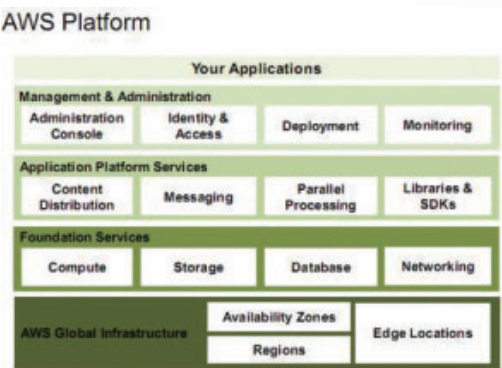 AWS Platform
Your Applications
Management & Administration
Administration
Console
Identity &
Access
Deployment
Monitoring
Application Platform Services
Content
Distribution
Messaging
Parallel
Processing
Libraries &
SDKs
Foundation Services
Compute
Storage
Database
Networking
AWS Global Infrastructure
Availability Zones
Regions
Edge Locations